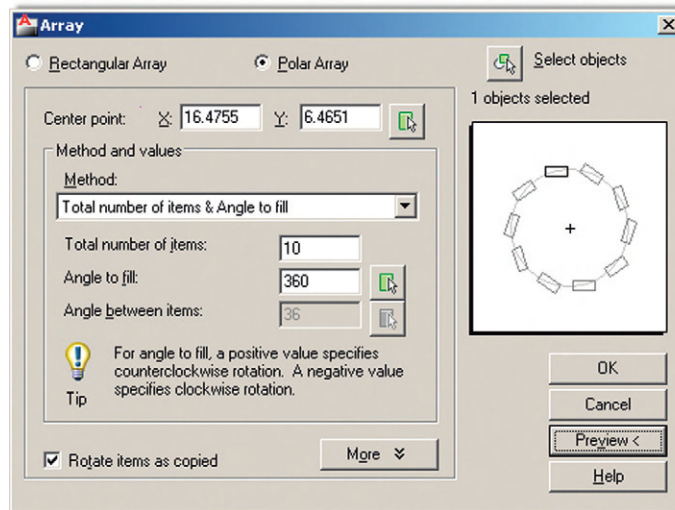 Array
Rectangular Array
Polar Array
Select objects
1 objects selected
Center point: X: 16.4755 Y: 6.4651
Method and values
Method:
Total number of items & Angle to fill
Total number of items: 10
Angle to fill: 360
Angle between items: 36
Tip
For angle to fill, a positive value specifies
counterclockwise rotation. A negative value
specifies clockwise rotation.
Rotate items as copied
More
OK
Cancel
Preview <
Help